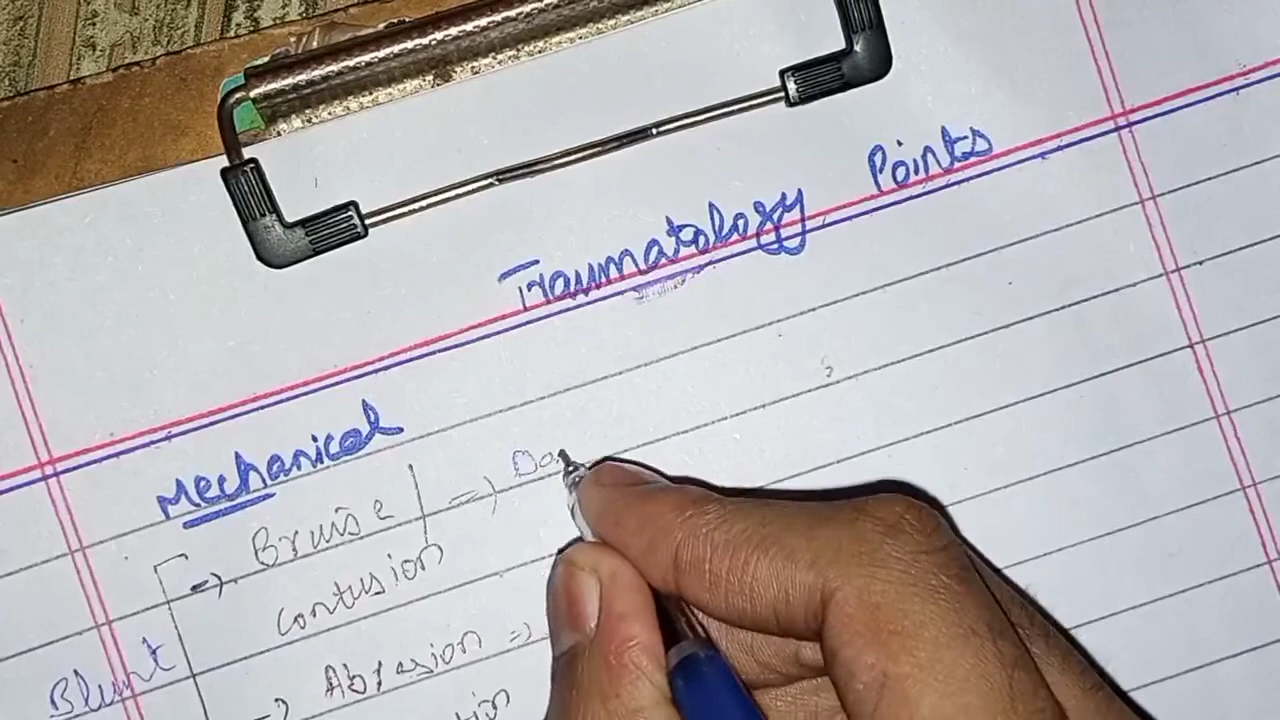 Traumatology Points
Mechanical
=> Bruise / =>
contusion
Blunt
=> Abrasion =>